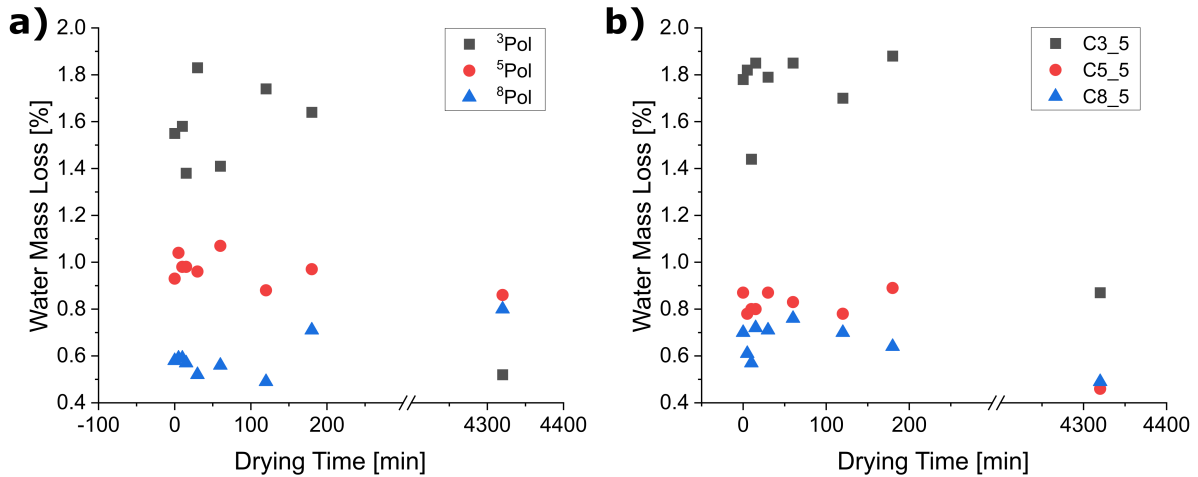 a)
Water Mass Loss [%]
2.0
1.8
1.6
1.4
1.2
1.0
0.8
0.6
0.4
-100 0 100 200 4300 4400
Drying Time [min]
³Pol
⁵Pol
⁸Pol
b)
Water Mass Loss [%]
2.0
1.8
1.6
1.4
1.2
1.0
0.8
0.6
0.4
0 100 200 4300 4400
Drying Time [min]
C3_5
C5_5
C8_5